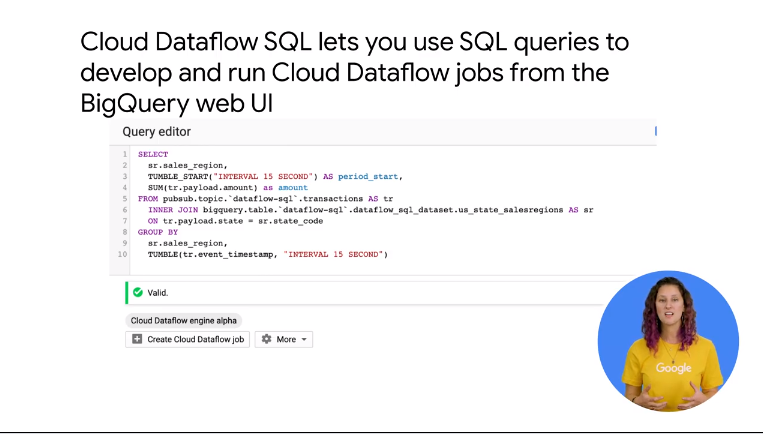 Cloud Dataflow SQL lets you use SQL queries to
develop and run Cloud Dataflow jobs from the
BigQuery web UI
Query editor
1 SELECT
2 sr.sales_region,
3 TUMBLE_START("INTERVAL 15 SECOND") AS period_start,
4 SUM(tr.payload.amount) as amount
5 FROM pubsub.topic.`dataflow-sql`.transactions AS tr
6 INNER JOIN bigquery.table.`dataflow-sql`.dataflow_sql_dataset.us_state_salesregions AS sr
7 ON tr.payload.state = sr.state_code
8 GROUP BY
9 sr.sales_region,
10 TUMBLE(tr.event_timestamp, "INTERVAL 15 SECOND")
Valid.
Cloud Dataflow engine alpha
Create Cloud Dataflow job More
Google